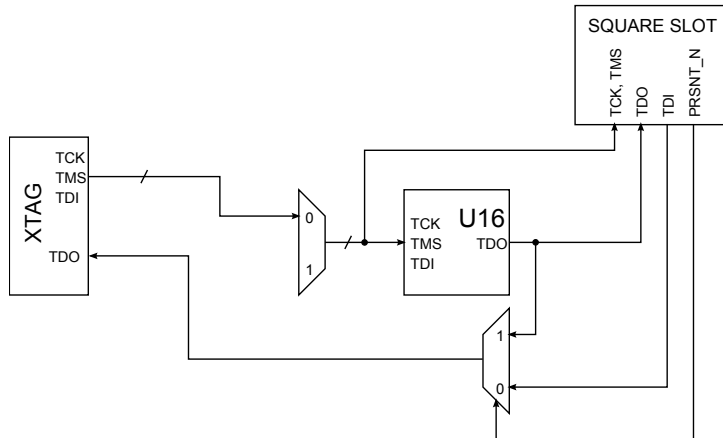 SQUARE SLOT
TCK, TMS
TDO
TDI
PRSNT_N
XTAG
TCK
TMS
TDI
TDO
0
1
U16
TCK
TMS
TDI
TDO
1
0